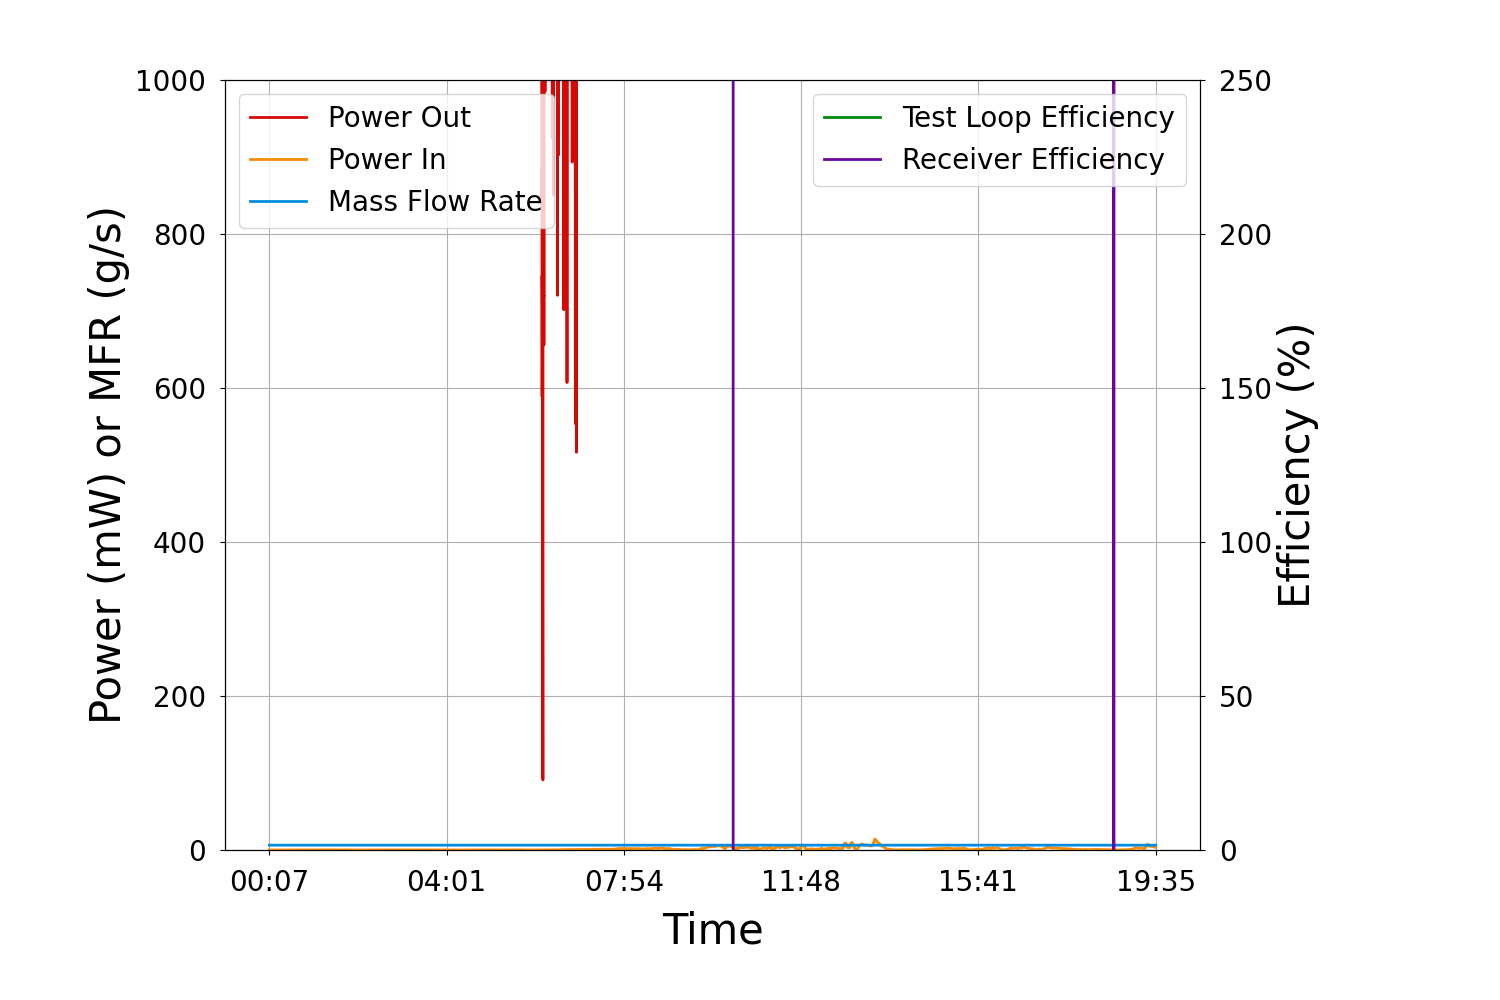 1000
800
600
400
200
0
Power (mW) or MFR (g/s)
Power Out
Power In
Mass Flow Rate
Test Loop Efficiency
Receiver Efficiency
250
200
150
100
50
0
Efficiency (%)
00:07 04:01 07:54 11:48 15:41 19:35
Time